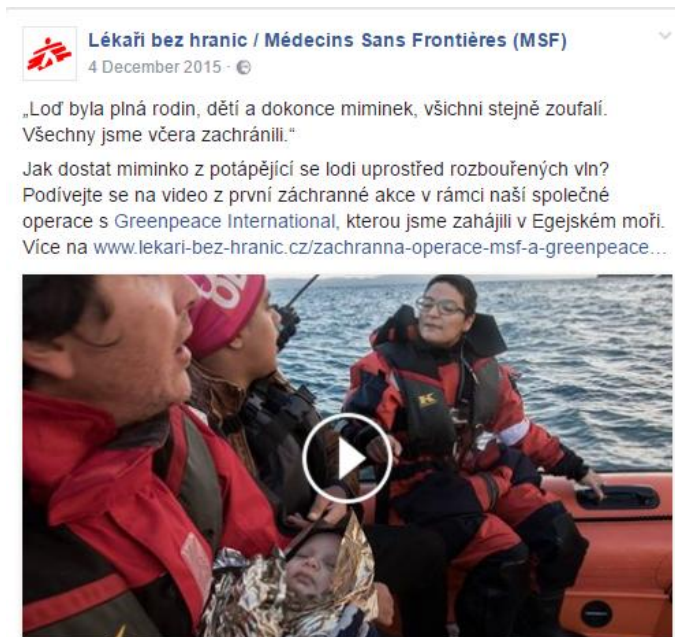 Lékaři bez hranic / Médecins Sans Frontières (MSF)
4 December 2015 ·
„Loď byla plná rodin, dětí a dokonce miminek, všichni stejně zoufalí.
Všechny jsme včera zachránili.“
Jak dostat miminko z potápějící se lodi uprostřed rozbouřených vln?
Podívejte se na video z první záchranné akce v rámci naší společné
operace s Greenpeace International, kterou jsme zahájili v Egejském moři.
Více na www.lekari-bez-hranic.cz/zachranna-operace-msf-a-greenpeace…